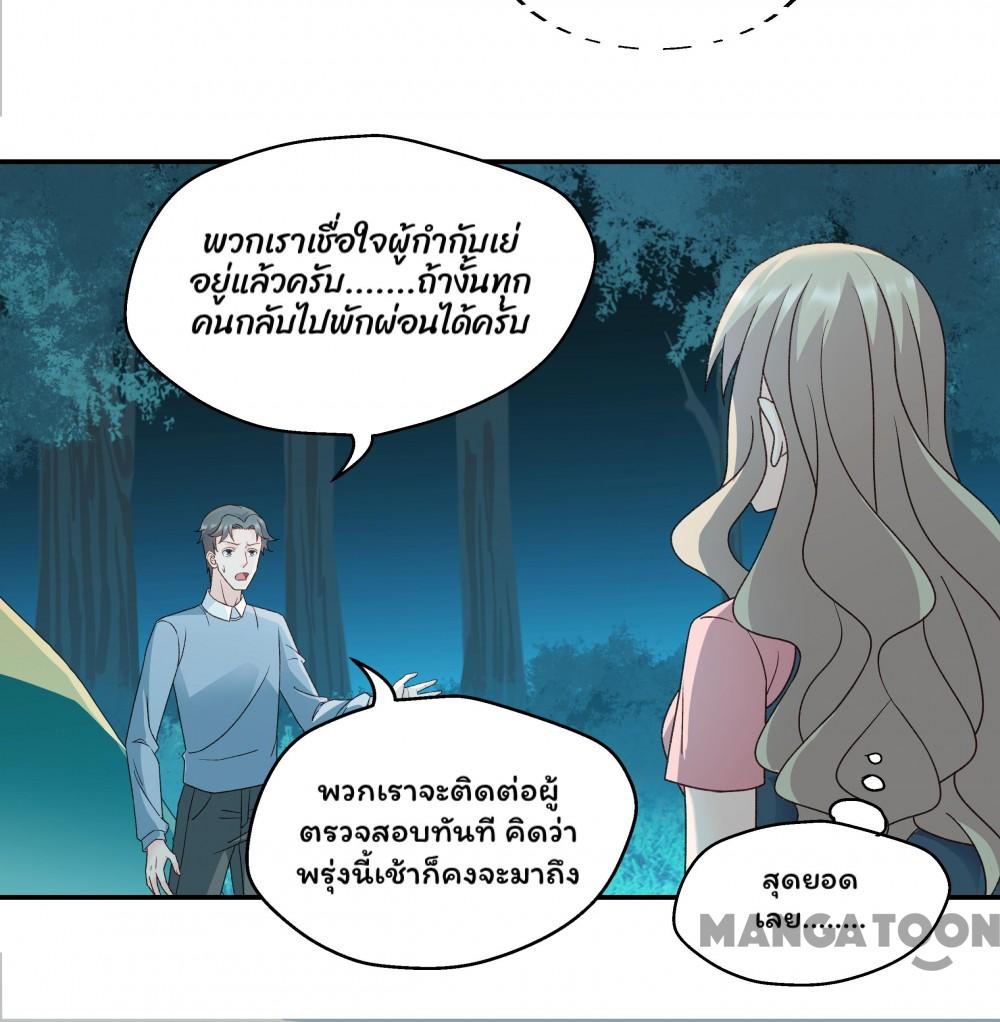 พวกเราเชื่อใจผู้กำกับเย่
อยู่แล้วครับ.......ถ้างั้นทุก
คนกลับไปพักผ่อนได้ครับ
พวกเราจะติดต่อผู้
ตรวจสอบทันที คิดว่า
พรุ่งนี้เช้าก็คงจะมาถึง
สุดยอด
เลย........
MANGATOON